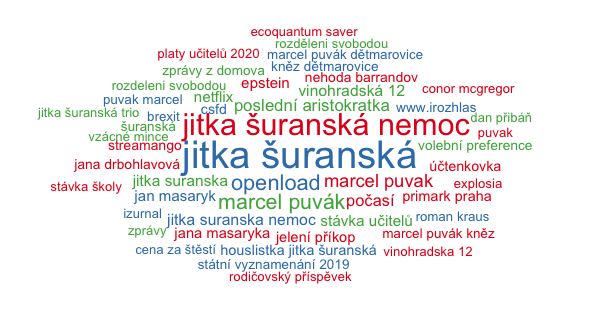 ecoquantum saver
rozděleni svobodou
platy učitelů 2020 marcel puvák dětmarovice
zprávy z domova kněz dětmarovice
rozdeleni svobodou epstein nehoda barrandov
puvak marcel netflix vinohradská 12 conor mcgregor
jitka šuranská trio brexit csfd poslední aristokratka www.irozhlas
šuranská jitka šuranská nemoc dan přibáň
vzácné mince puvak
streamango jitka šuranská volební preference
jana drbohlavová účtenkovka
stávka školy jitka suranska openload marcel puvak explosia
jan masaryk marcel puvák počasí primark praha
izurnal jitka suranska nemoc stávka učitelů roman kraus
zprávy jana masaryka jelení příkop marcel puvák kněz
cena za štěstí houslistka jitka šuranská vinohradska 12
státní vyznamenání 2019
rodičovský příspěvek